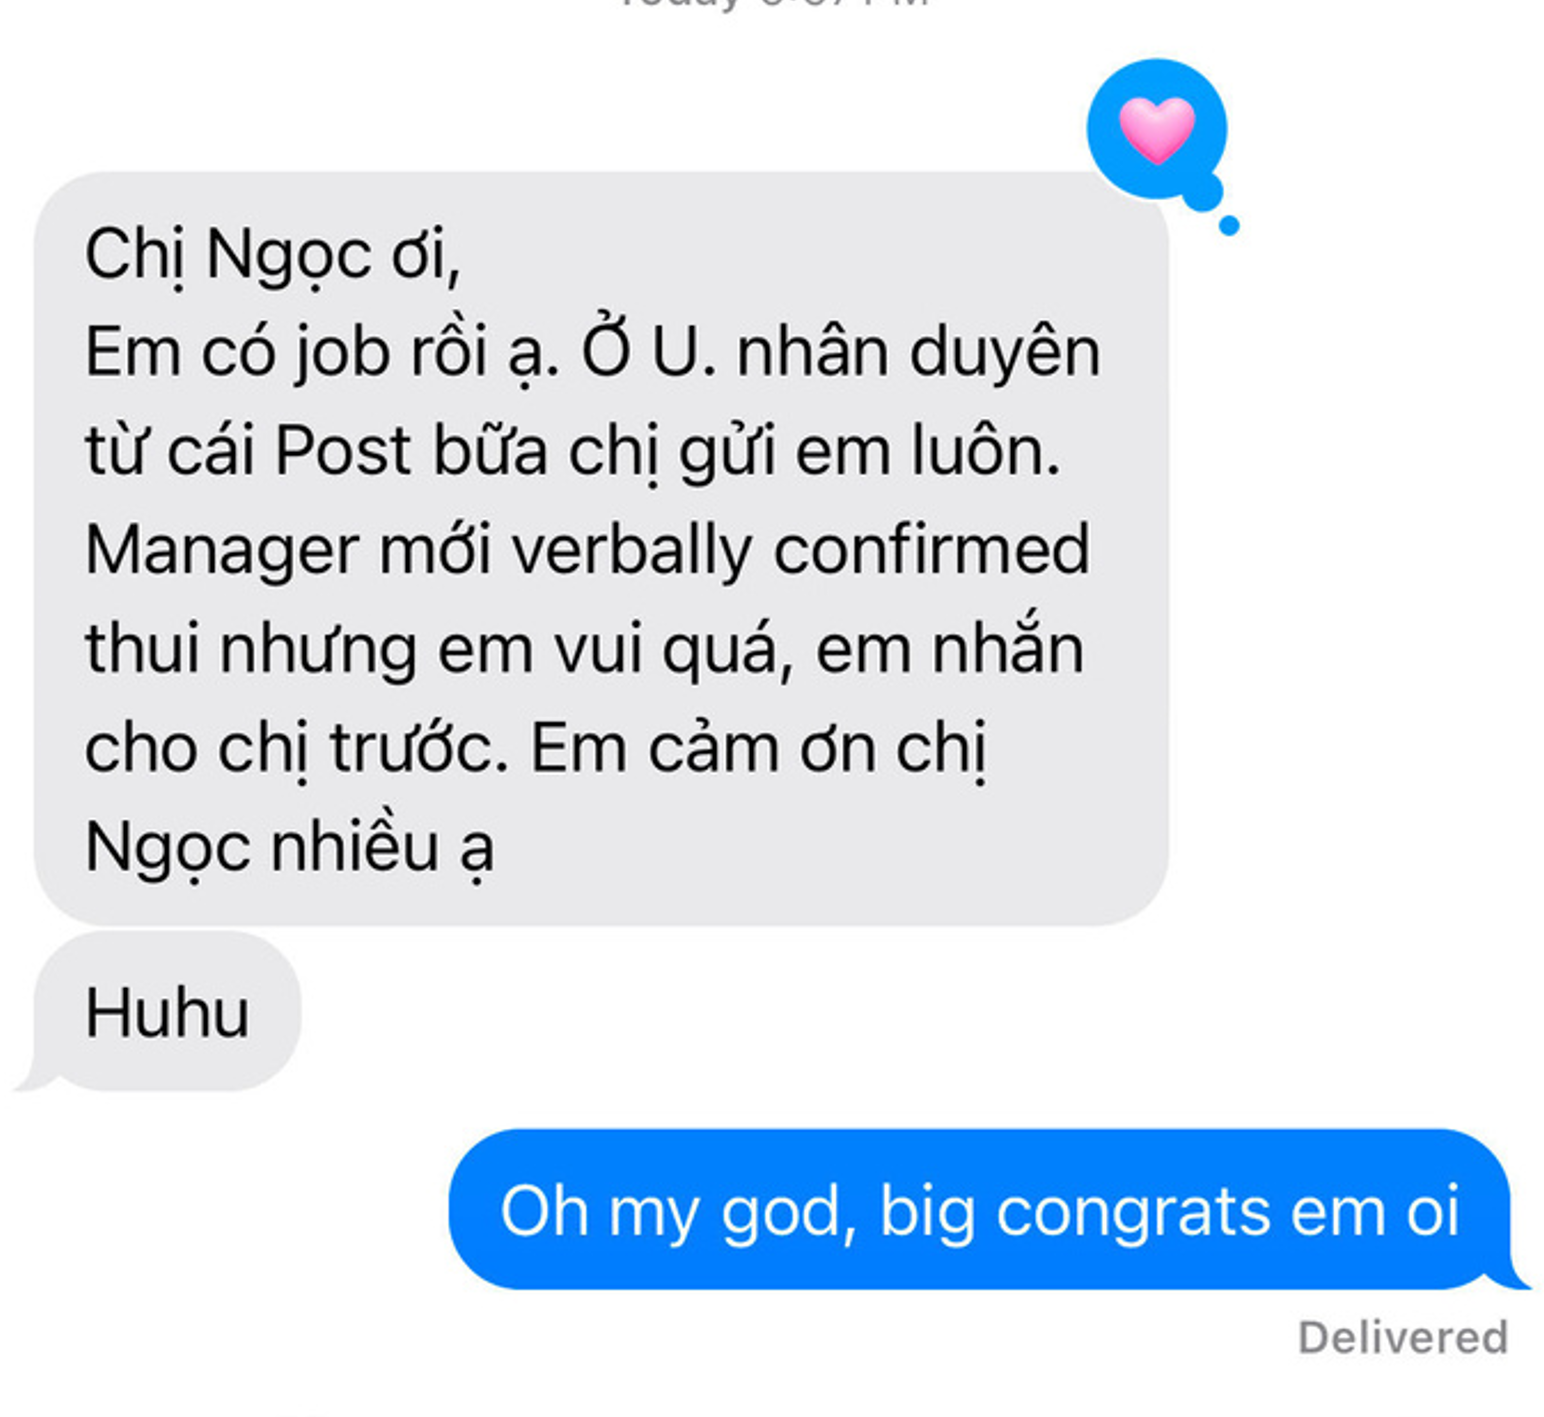 Today
Chị Ngọc ơi,
Em có job rồi ạ. Ở U. nhân duyên
từ cái Post bữa chị gửi em luôn.
Manager mới verbally confirmed
thui nhưng em vui quá, em nhắn
cho chị trước. Em cảm ơn chị
Ngọc nhiều ạ
Huhu
Oh my god, big congrats em oi
Delivered